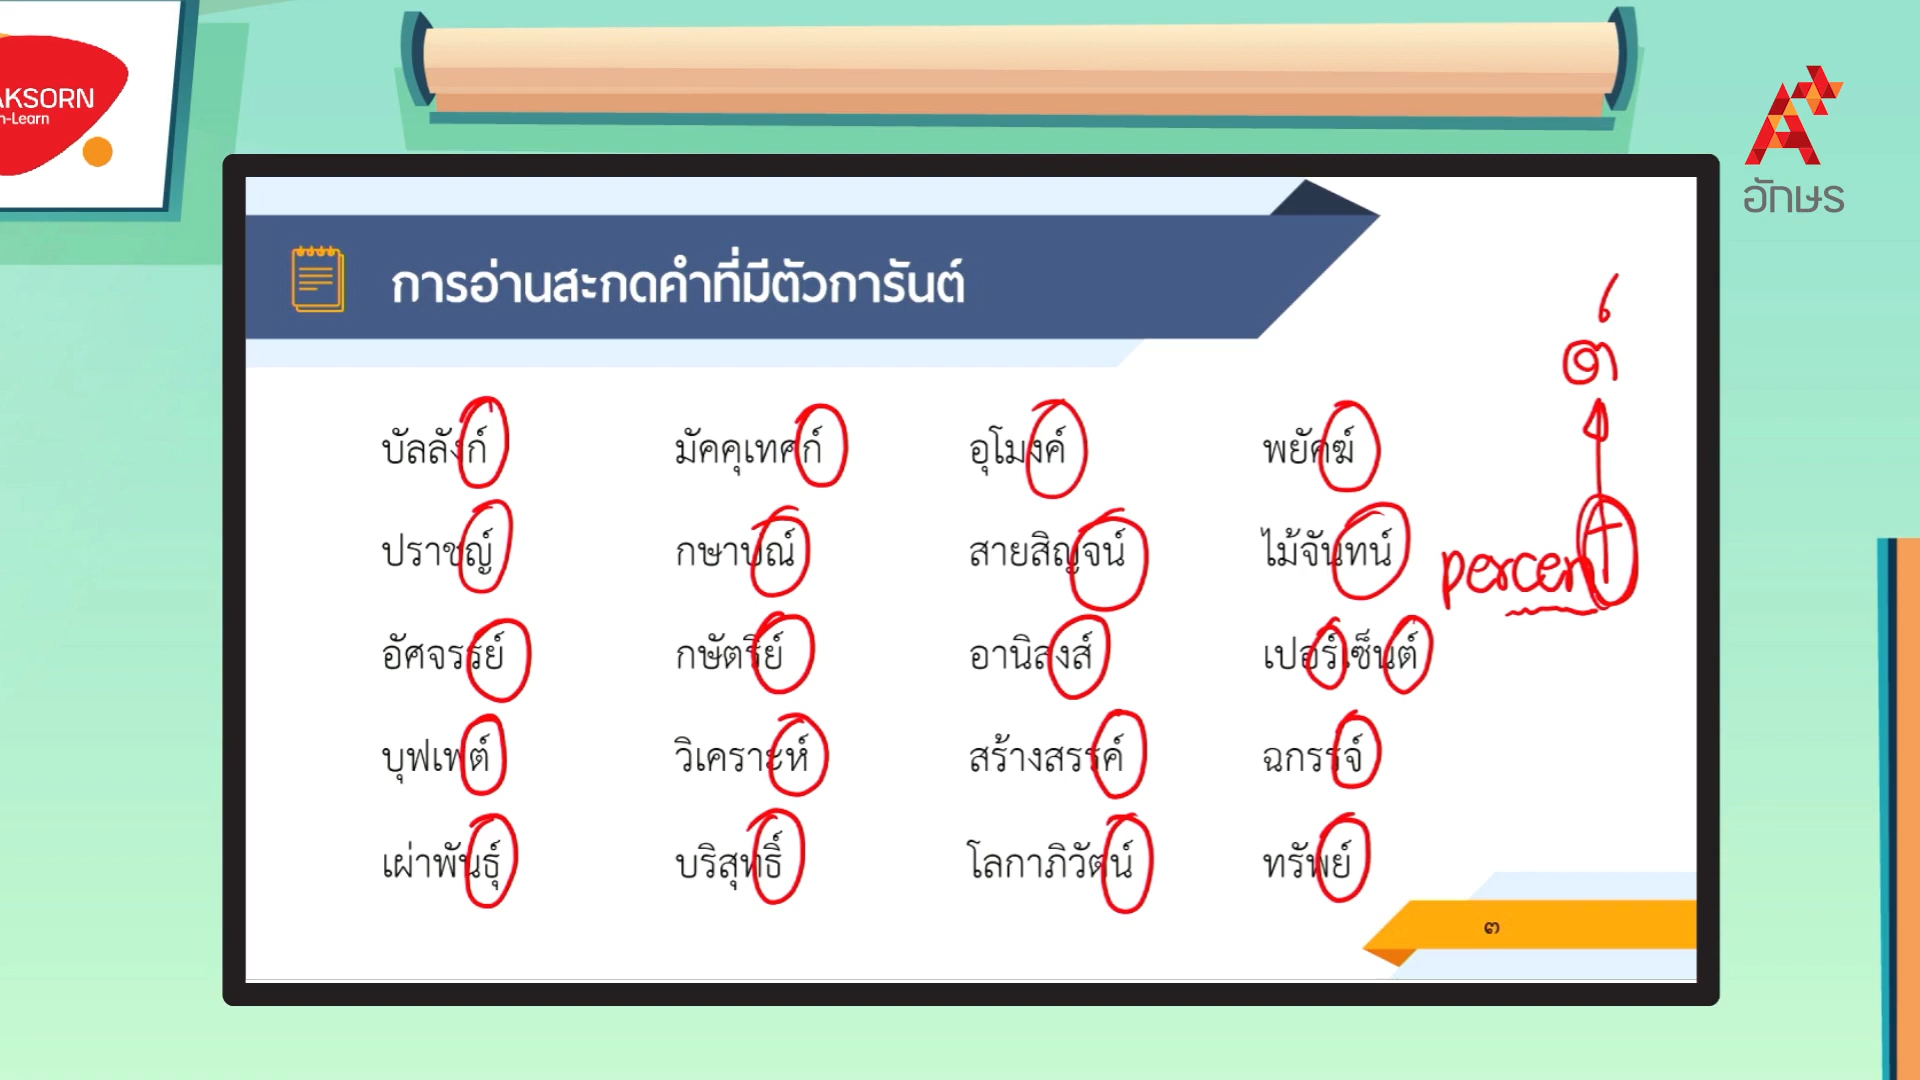 AKSORN
n-Learn
อักษร
การอ่านสะกดคำที่มีตัวการันต์
บัลลังก์ มัคคุเทศก์ อุโมงค์ พยัคฆ์
ปราชญ์ กษาปณ์ สายสิญจน์ ไม้จันทน์
อัศจรรย์ กษัตริย์ อานิสงส์ เปอร์เซ็นต์
บุฟเฟต์ วิเคราะห์ สร้างสรรค์ ฉกรรจ์
เผ่าพันธุ์ บริสุทธิ์ โลกาภิวัตน์ ทรัพย์
ต์
percent
๓